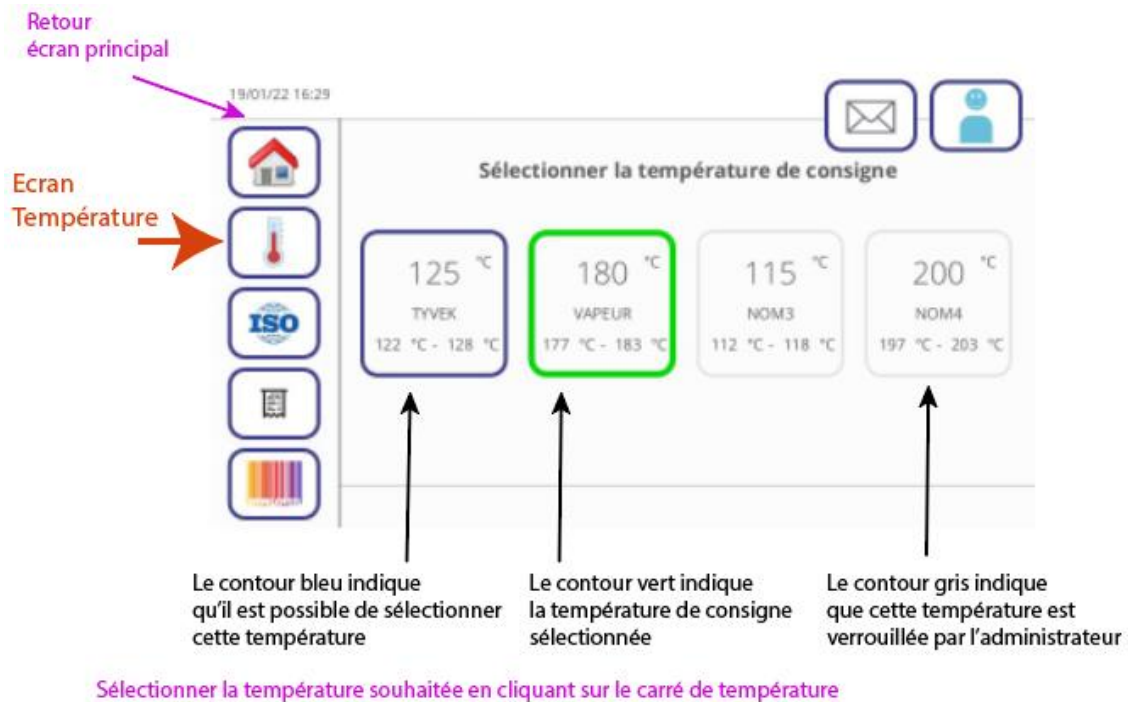 Retour
écran principal
19/01/22 16:29
Sélectionner la température de consigne
Ecran
Température
125 °C
TYVEK
122 °C - 128 °C
180 °C
VAPEUR
177 °C - 183 °C
115 °C
NOM3
112 °C - 118 °C
200 °C
NOM4
197 °C - 203 °C
ISO
Le contour bleu indique
qu'il est possible de sélectionner
cette température
Le contour vert indique
la température de consigne
sélectionnée
Le contour gris indique
que cette température est
verrouillée par l'administrateur
Sélectionner la température souhaitée en cliquant sur le carré de température